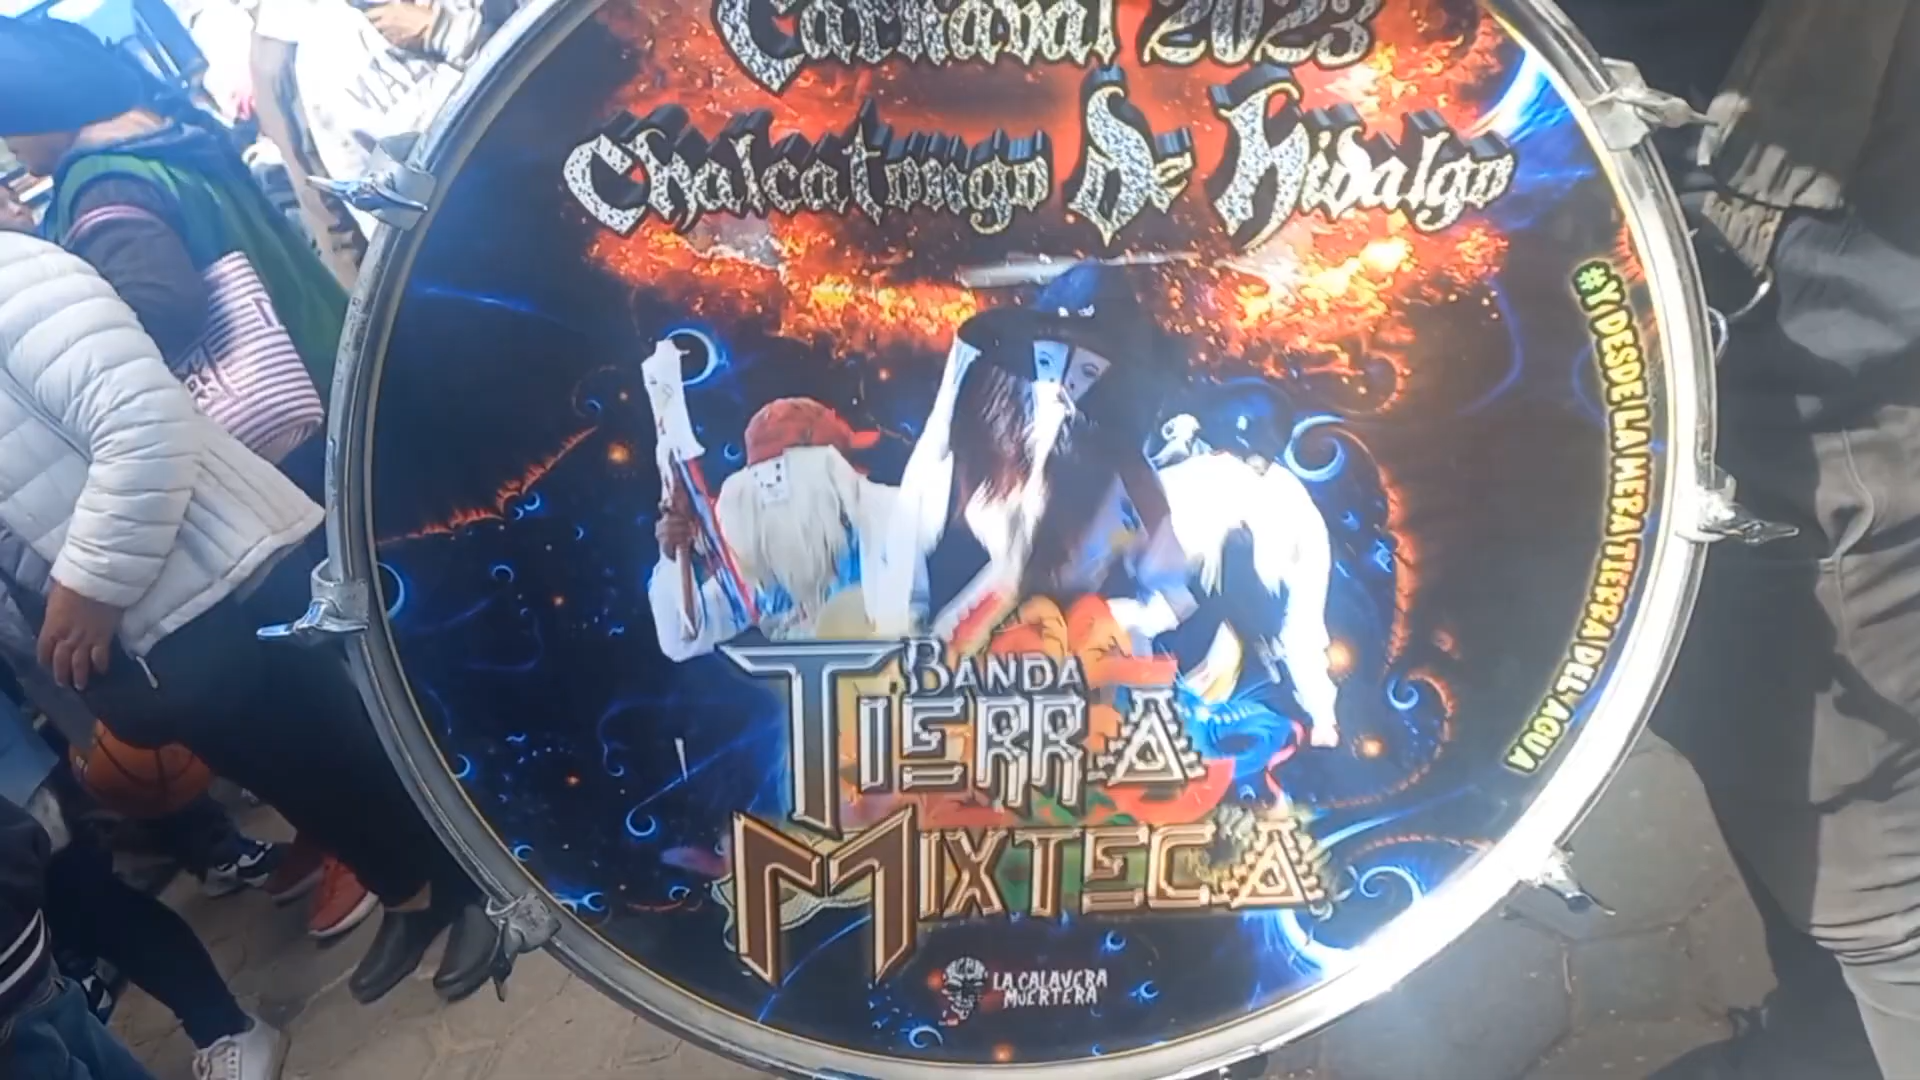 Carnaval 2023
Chalcatongo de Hidalgo
#YDESDELAMERATIERRADELAGUA
BANDA
TIERRA
MIXTECA
LA CALAVERA
MUERTERA